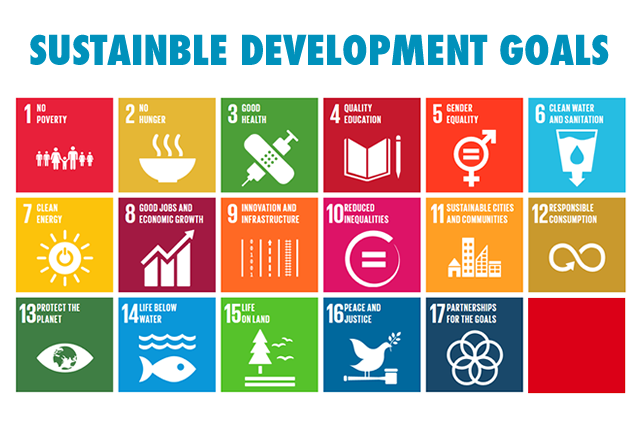 SUSTAINBLE DEVELOPMENT GOALS
1 NO
POVERTY
2 NO
HUNGER
3 GOOD
HEALTH
4 QUALITY
EDUCATION
5 GENDER
EQUALITY
6 CLEAN WATER
AND SANITATION
7 CLEAN
ENERGY
8 GOOD JOBS AND
ECONOMIC GROWTH
9 INNOVATION AND
INFRASTRUCTURE
10 REDUCED
INEQUALITIES
11 SUSTAINABLE CITIES
AND COMMUNITIES
12 RESPONSIBLE
CONSUMPTION
13 PROTECT THE
PLANET
14 LIFE BELOW
WATER
15 LIFE
ON LAND
16 PEACE AND
JUSTICE
17 PARTNERSHIPS
FOR THE GOALS